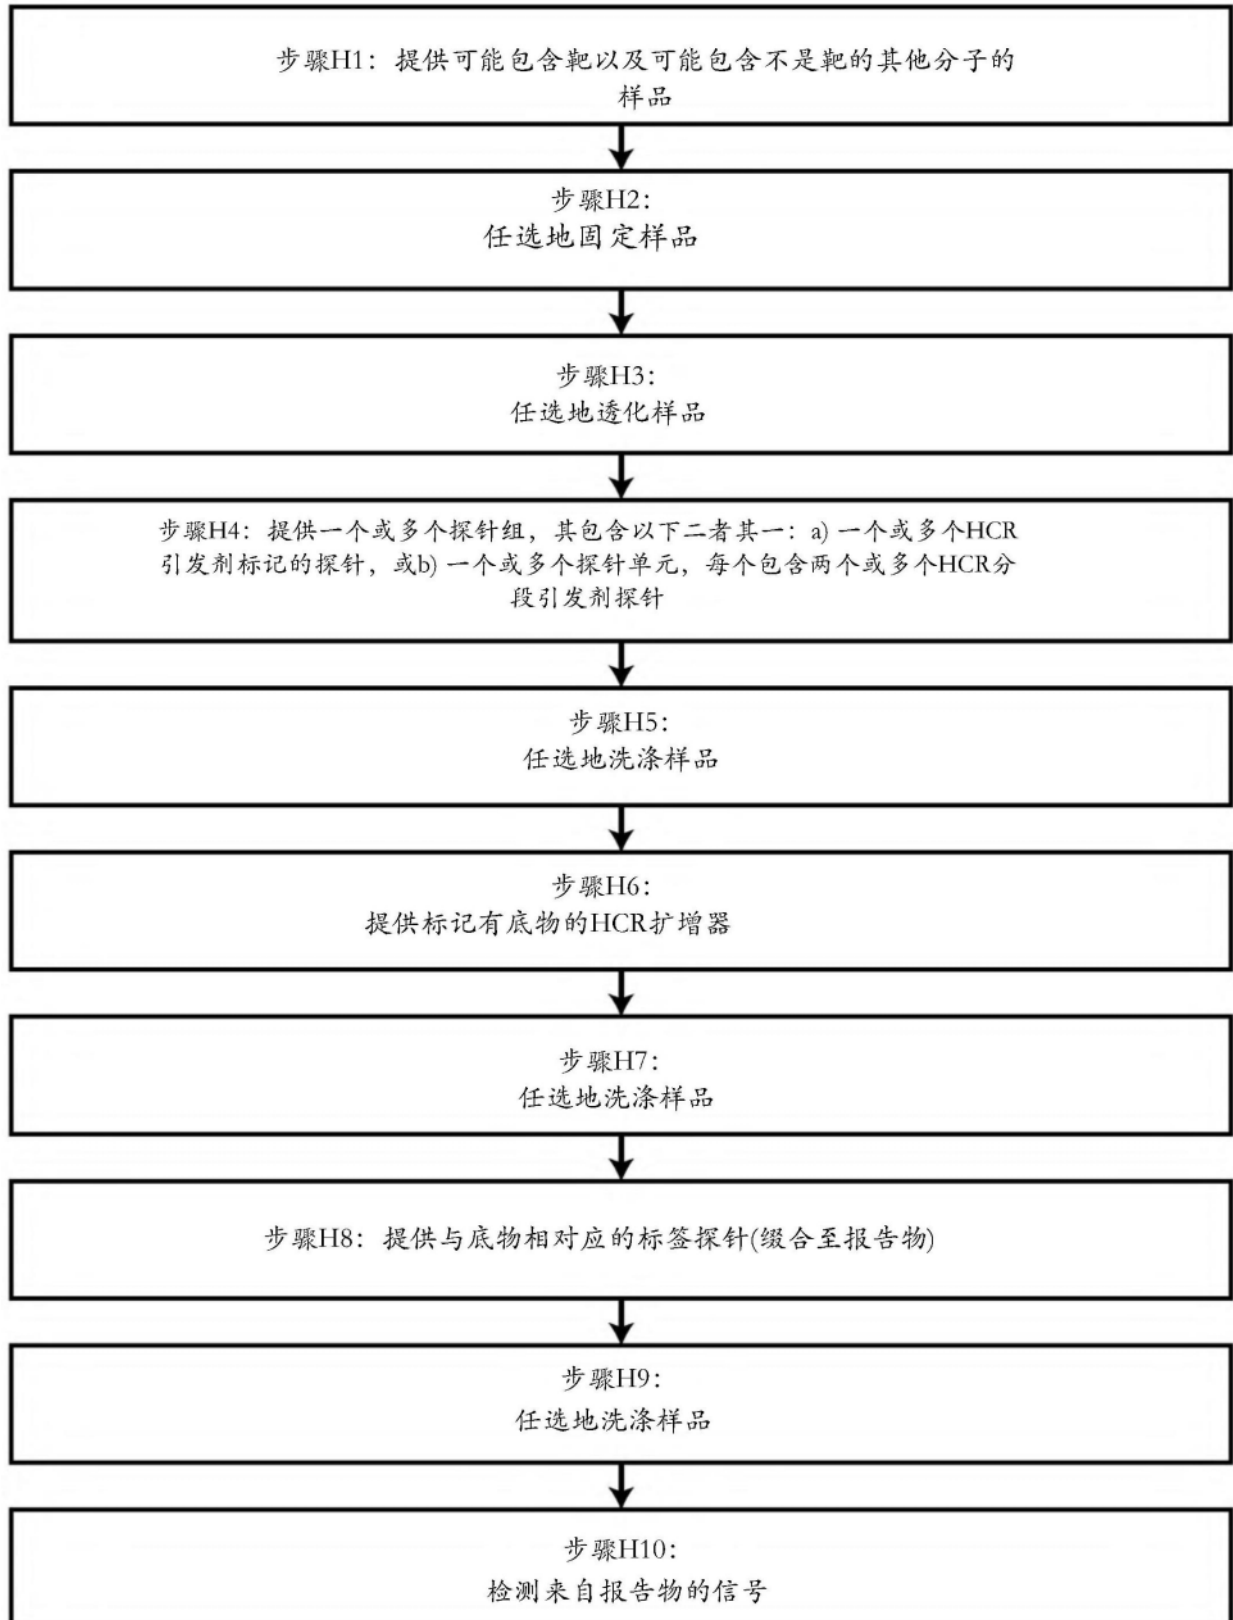 步骤H1：提供可能包含靶以及可能包含不是靶的其他分子的
样品
步骤H2：
任选地固定样品
步骤H3：
任选地透化样品
步骤H4：提供一个或多个探针组，其包含以下二者其一：a) 一个或多个HCR
引发剂标记的探针，或b) 一个或多个探针单元，每个包含两个或多个HCR分
段引发剂探针
步骤H5：
任选地洗涤样品
步骤H6：
提供标记有底物的HCR扩增器
步骤H7：
任选地洗涤样品
步骤H8：提供与底物相对应的标签探针(缀合至报告物)
步骤H9：
任选地洗涤样品
步骤H10：
检测来自报告物的信号